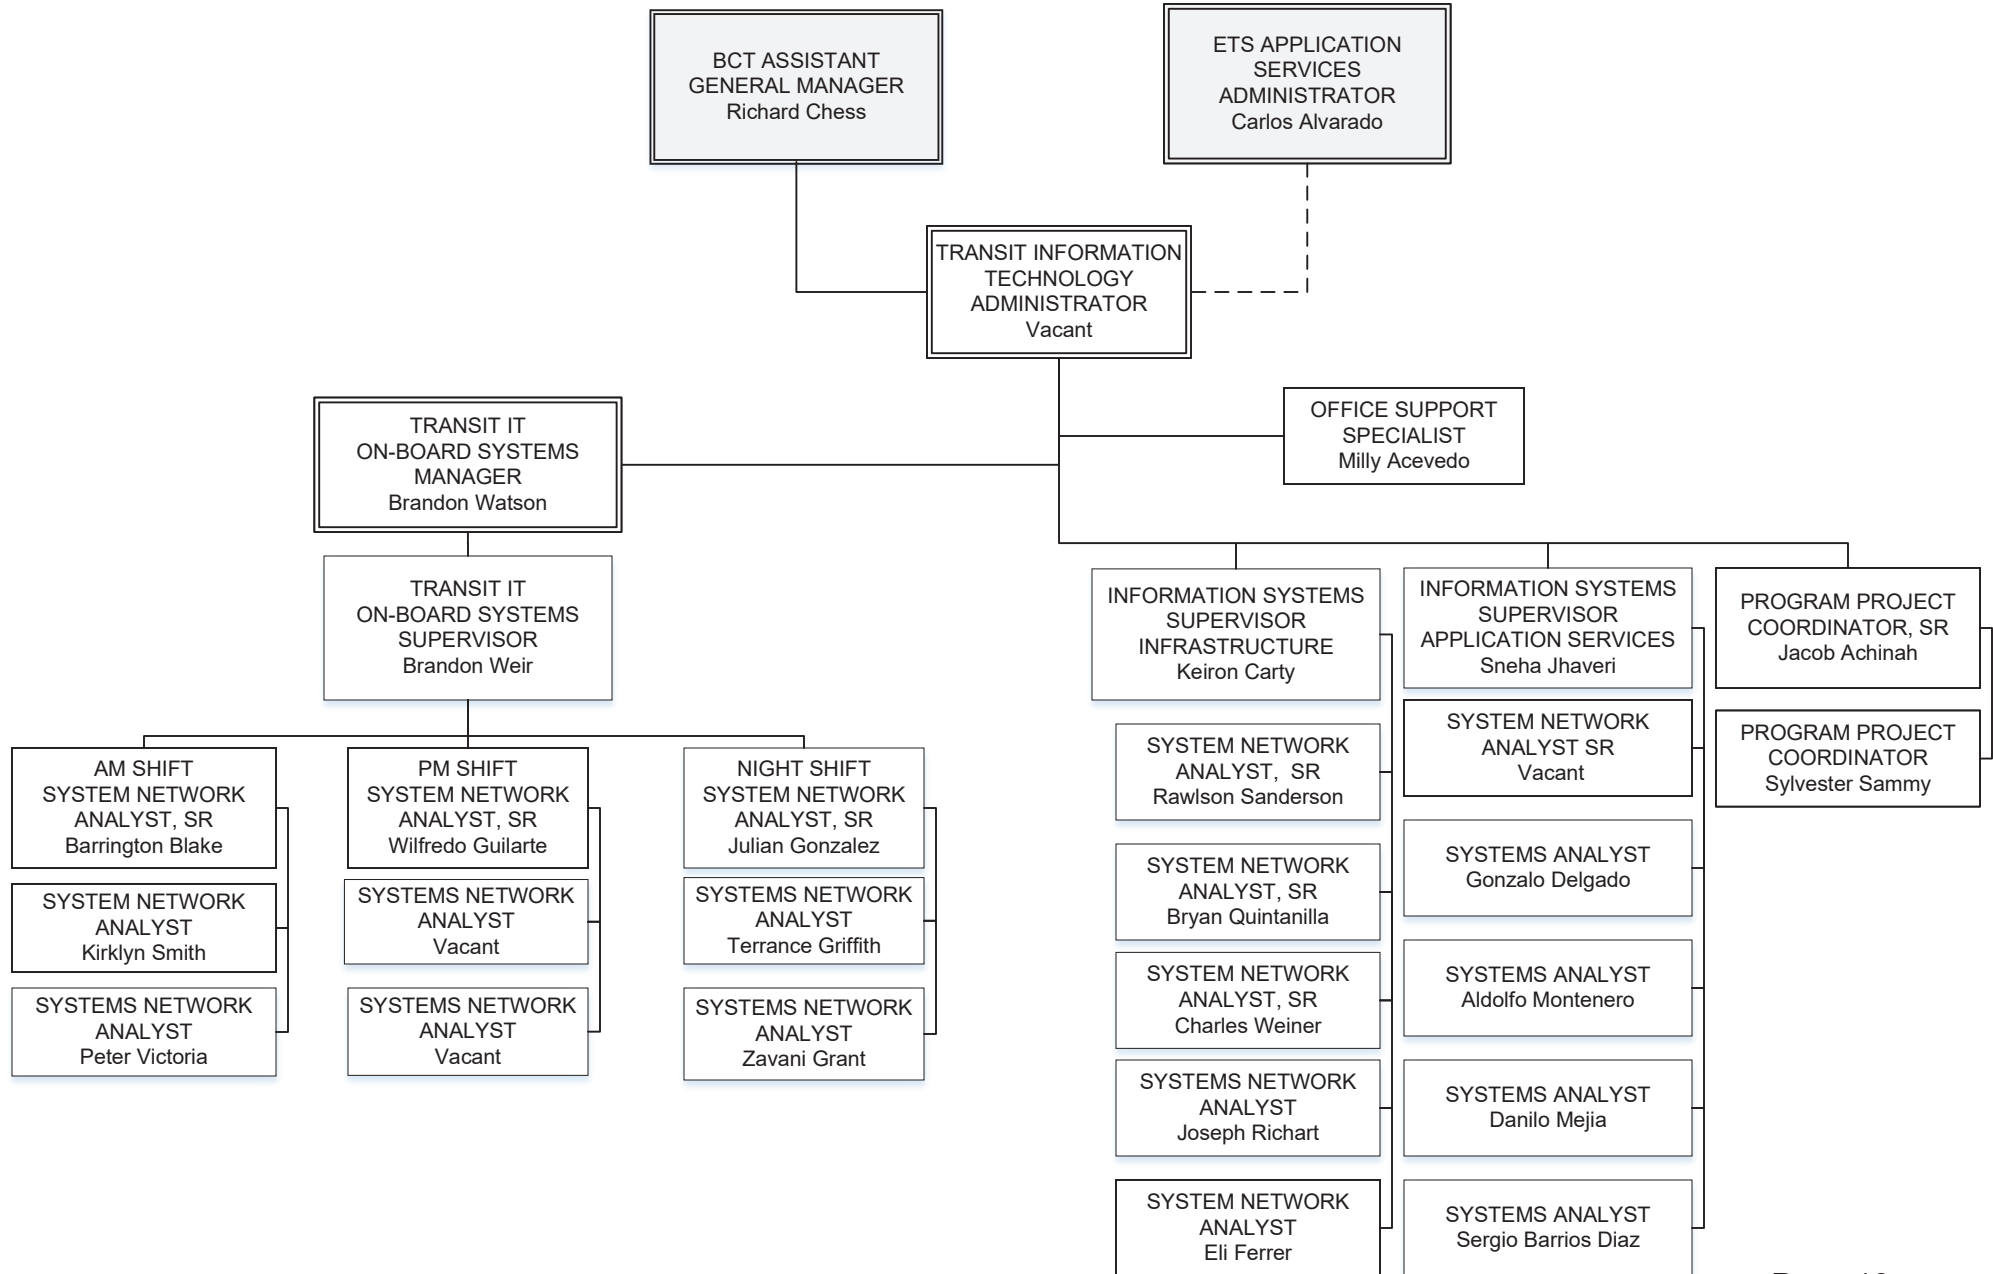 BCT ASSISTANT
GENERAL MANAGER
Richard Chess
ETS APPLICATION
SERVICES
ADMINISTRATOR
Carlos Alvarado
TRANSIT INFORMATION
TECHNOLOGY
ADMINISTRATOR
Vacant
OFFICE SUPPORT
SPECIALIST
Milly Acevedo
TRANSIT IT
ON-BOARD SYSTEMS
MANAGER
Brandon Watson
TRANSIT IT
ON-BOARD SYSTEMS
SUPERVISOR
Brandon Weir
AM SHIFT
SYSTEM NETWORK
ANALYST, SR
Barrington Blake
SYSTEM NETWORK
ANALYST
Kirklyn Smith
SYSTEMS NETWORK
ANALYST
Peter Victoria
PM SHIFT
SYSTEM NETWORK
ANALYST, SR
Wilfredo Guilarte
SYSTEMS NETWORK
ANALYST
Vacant
SYSTEMS NETWORK
ANALYST
Vacant
NIGHT SHIFT
SYSTEM NETWORK
ANALYST, SR
Julian Gonzalez
SYSTEMS NETWORK
ANALYST
Terrance Griffith
SYSTEMS NETWORK
ANALYST
Zavani Grant
INFORMATION SYSTEMS
SUPERVISOR
INFRASTRUCTURE
Keiron Carty
SYSTEM NETWORK
ANALYST,  SR
Rawlson Sanderson
SYSTEM NETWORK
ANALYST, SR
Bryan Quintanilla
SYSTEM NETWORK
ANALYST, SR
Charles Weiner
SYSTEMS NETWORK
ANALYST
Joseph Richart
SYSTEM NETWORK
ANALYST
Eli Ferrer
INFORMATION SYSTEMS
SUPERVISOR
APPLICATION SERVICES
Sneha Jhaveri
SYSTEM NETWORK
ANALYST SR
Vacant
SYSTEMS ANALYST
Gonzalo Delgado
SYSTEMS ANALYST
Aldolfo Montenero
SYSTEMS ANALYST
Danilo Mejia
SYSTEMS ANALYST
Sergio Barrios Diaz
PROGRAM PROJECT
COORDINATOR, SR
Jacob Achinah
PROGRAM PROJECT
COORDINATOR
Sylvester Sammy